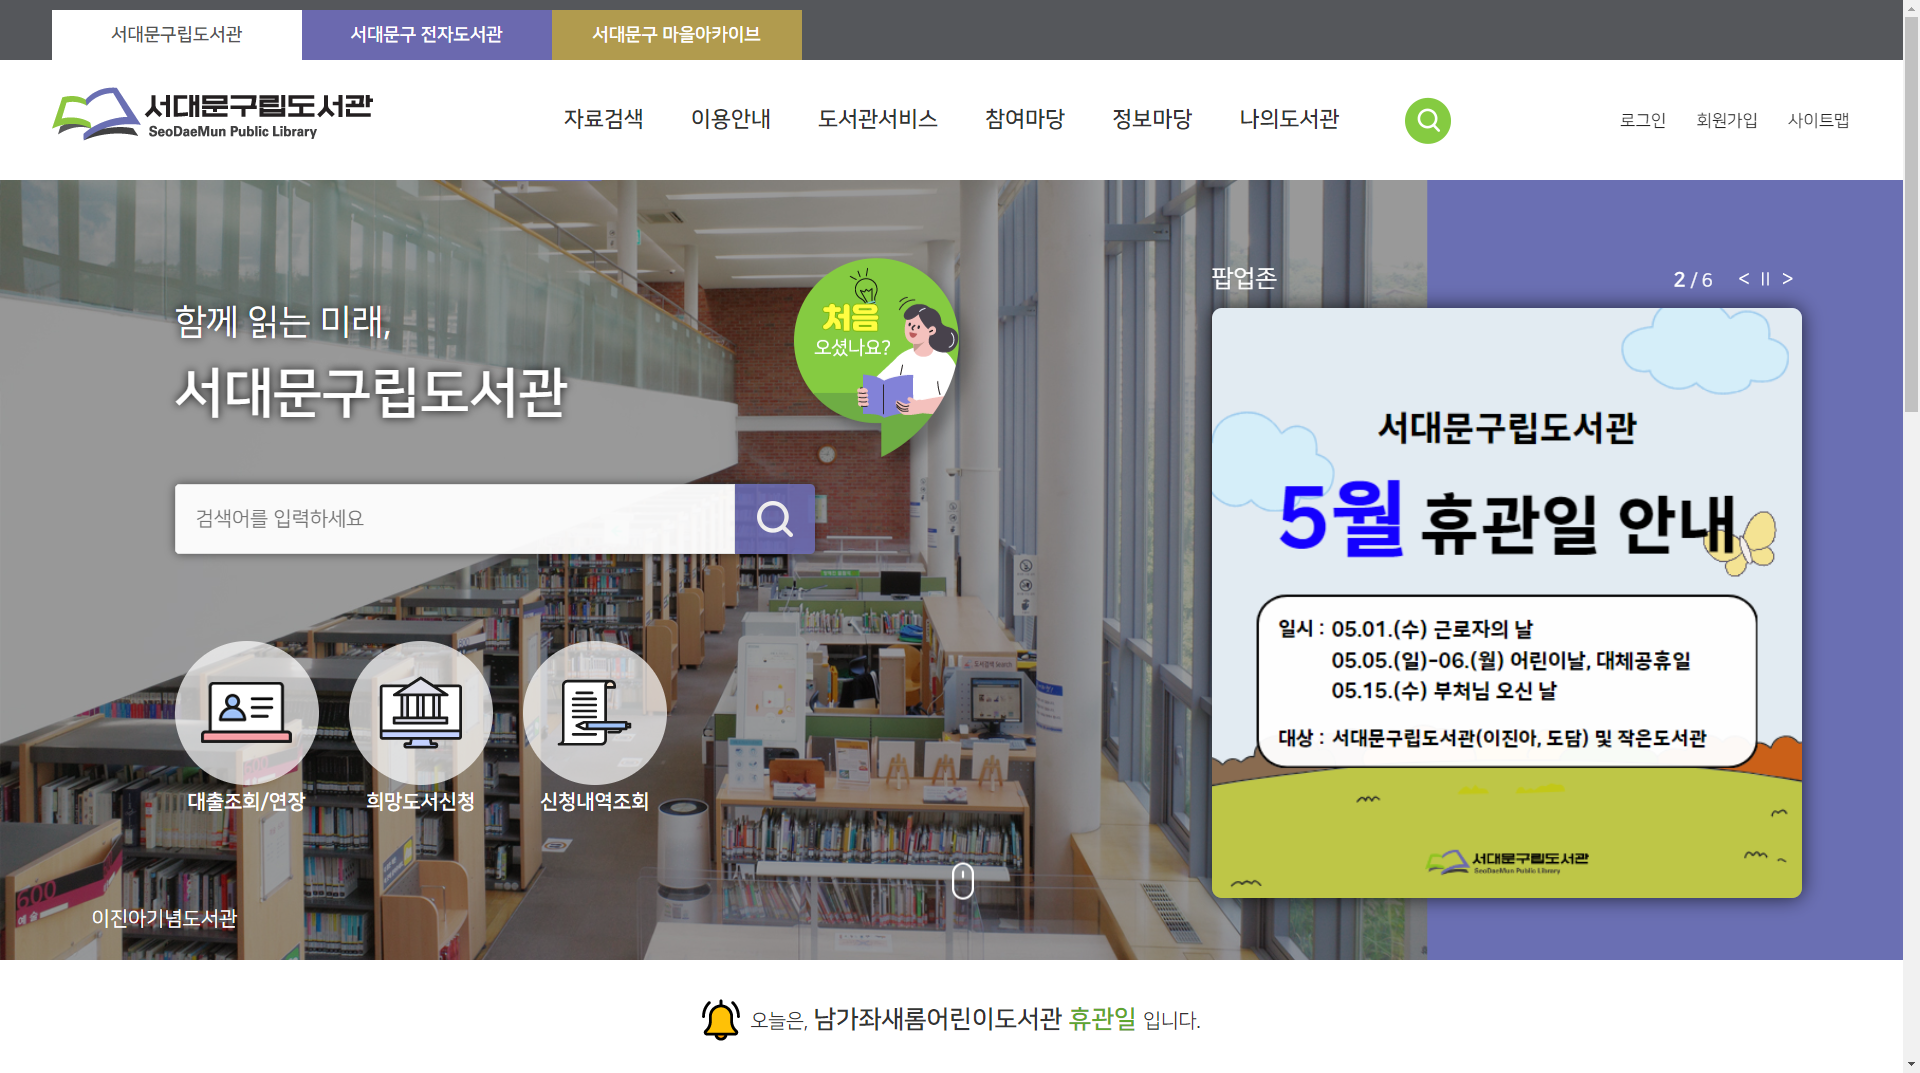 서대문구립도서관
서대문구 전자도서관
서대문구 마을아카이브
서대문구립도서관
SeoDaeMun Public Library
자료검색
이용안내
도서관서비스
참여마당
정보마당
나의도서관
로그인
회원가입
사이트맵
함께 읽는 미래,
서대문구립도서관
처음
오셨나요?
검색어를 입력하세요
대출조회/연장
희망도서신청
신청내역조회
이진아기념도서관
팝업존
2 / 6
서대문구립도서관
5월 휴관일 안내
일시 : 05.01.(수) 근로자의 날
05.05.(일)-06.(월) 어린이날, 대체공휴일
05.15.(수) 부처님 오신 날
대상 : 서대문구립도서관(이진아, 도담) 및 작은도서관
서대문구립도서관
SeoDaeMun Public Library
600
예술
오늘은, 남가좌새롬어린이도서관 휴관일 입니다.